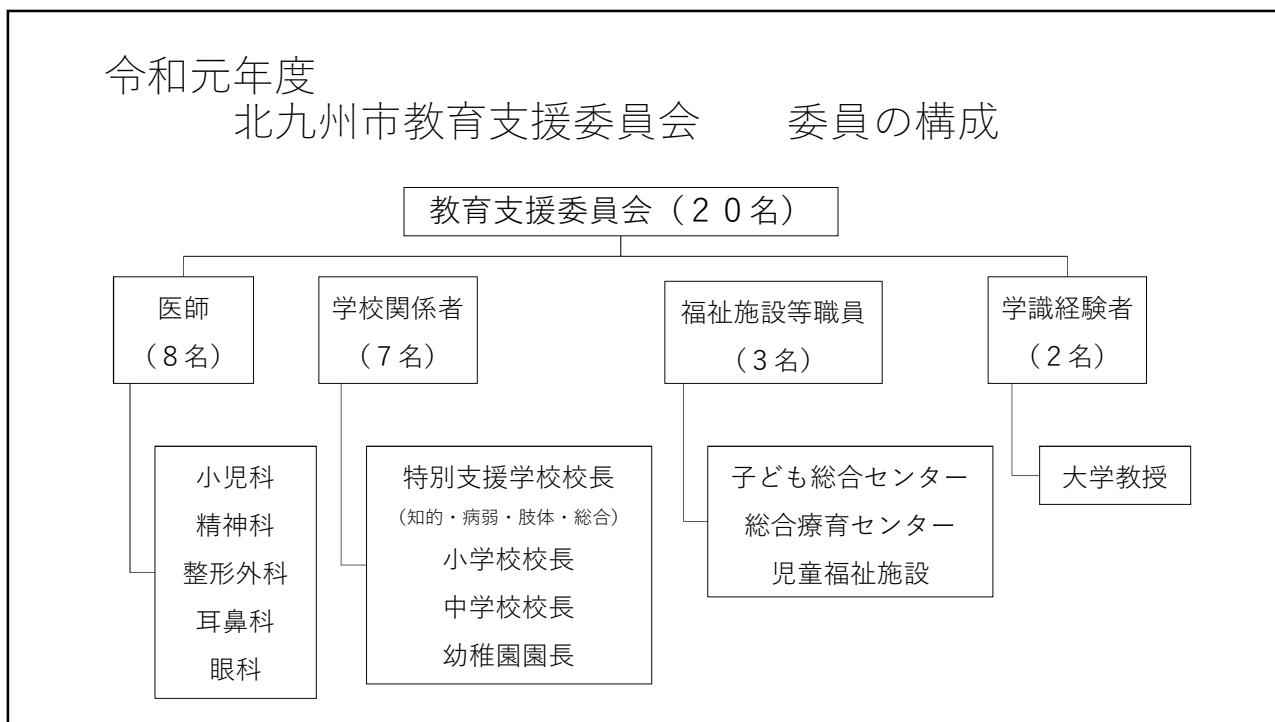 令和元年度
北九州市教育支援委員会　　委員の構成
教育支援委員会（２０名）
医師
（８名）
小児科
精神科
整形外科
耳鼻科
眼科
学校関係者
（７名）
特別支援学校校長
（知的・病弱・肢体・総合）
小学校校長
中学校校長
幼稚園園長
福祉施設等職員
（３名）
子ども総合センター
総合療育センター
児童福祉施設
学識経験者
（２名）
大学教授